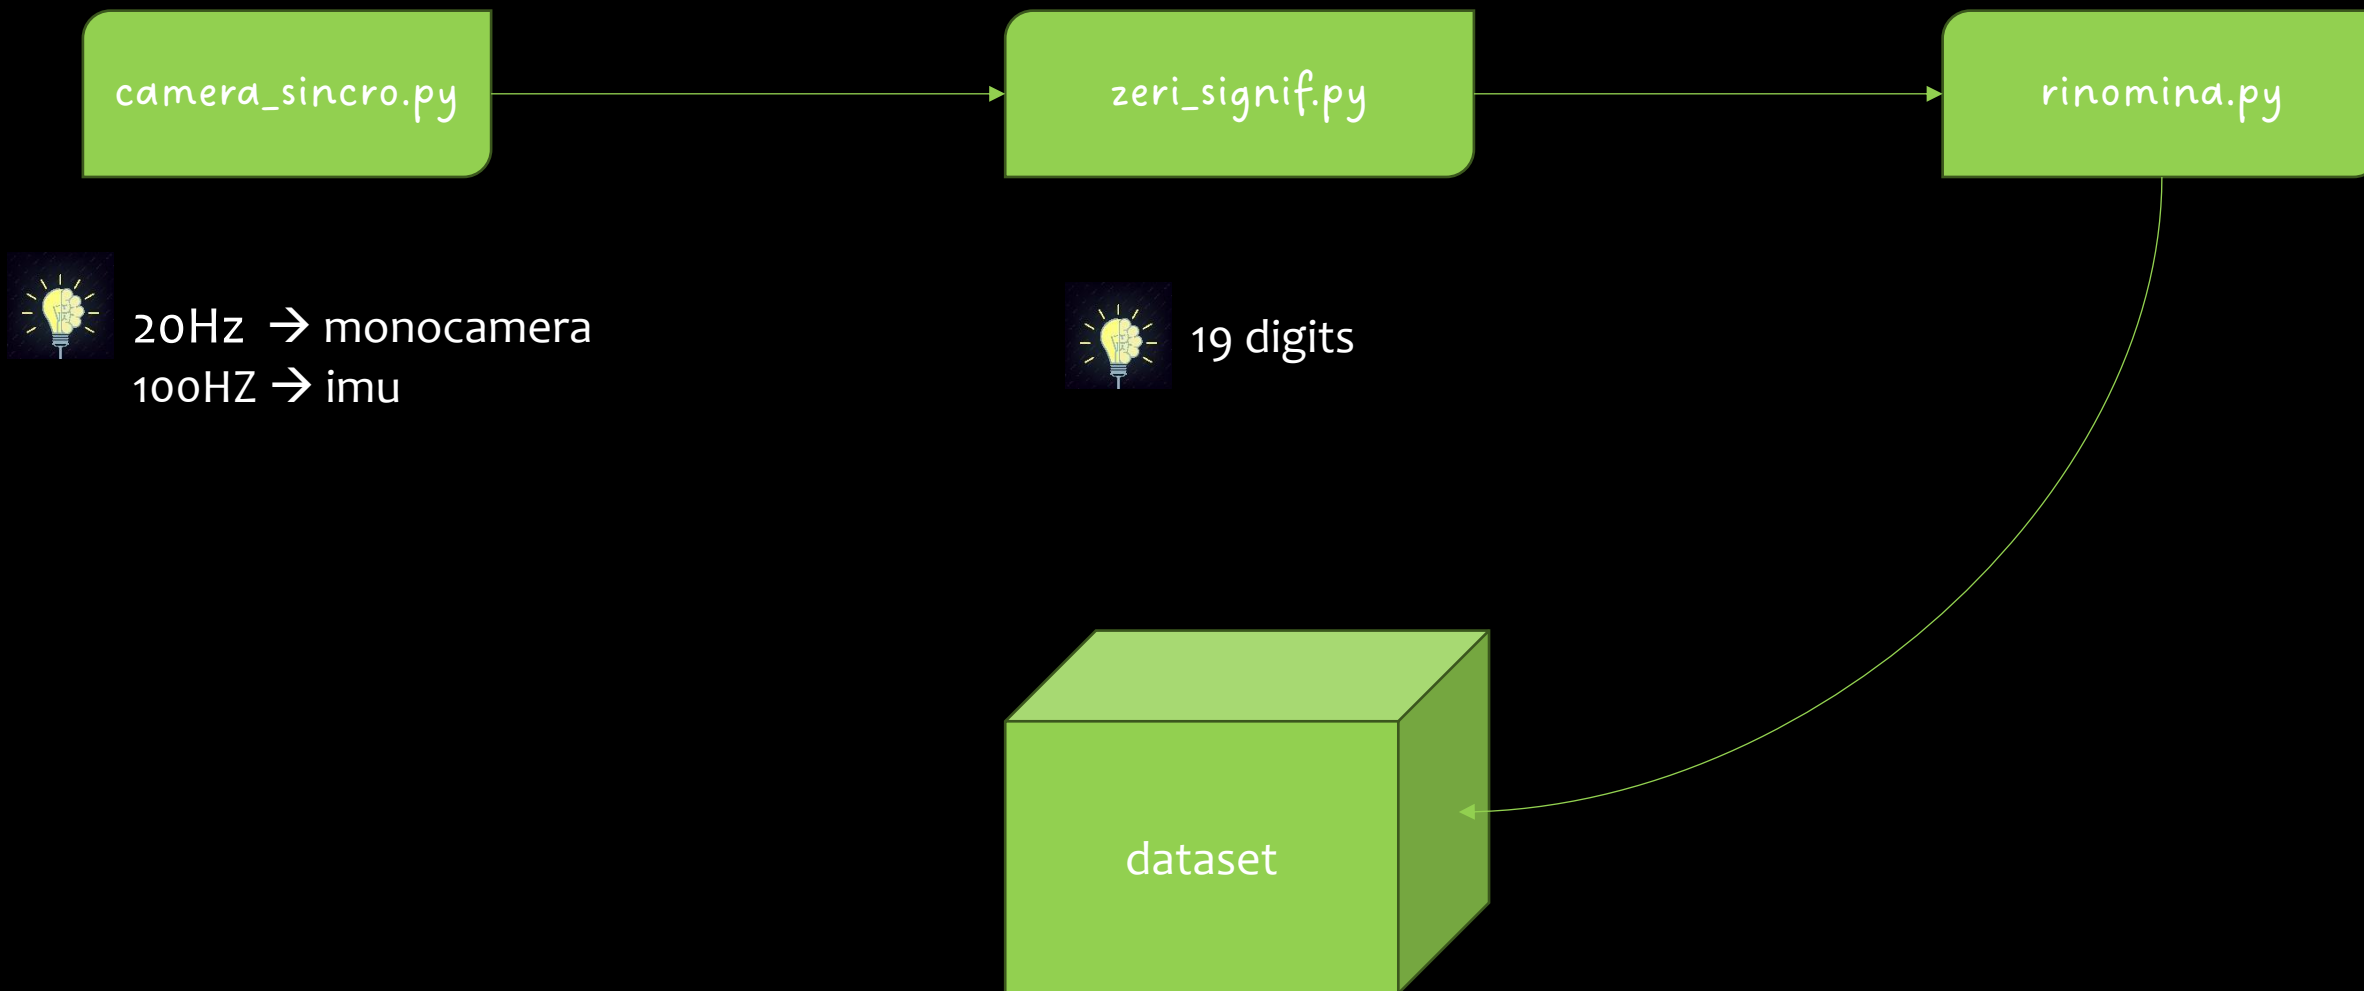 camera_sincro.py
zeri_signif.py
rinomina.py
20Hz → monocamera
100HZ → imu
19 digits
dataset